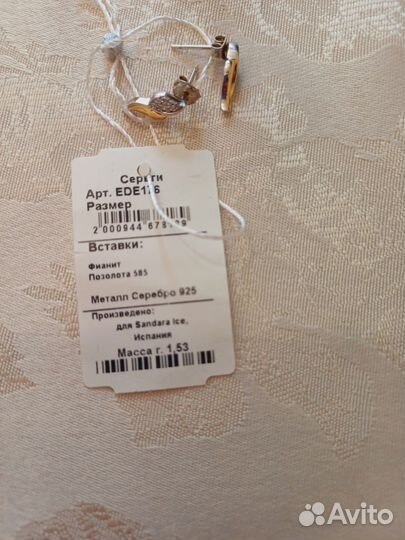 Серьги
Арт. EDE176
Размер
Вставки:
Фианит
Позолота 585
Металл Серебро 925
Произведено:
для Sandara Ice,
Испания
Масса г. 1,53
Avito